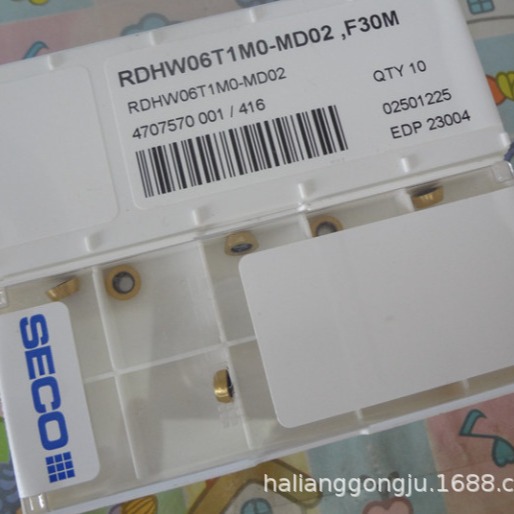 RDHW06T1M0-MD02 ,F30M
RDHW06T1M0-MD02
QTY 10
4707570 001 / 416
02501225
EDP 23004
SECO
halianggongju.1688.c